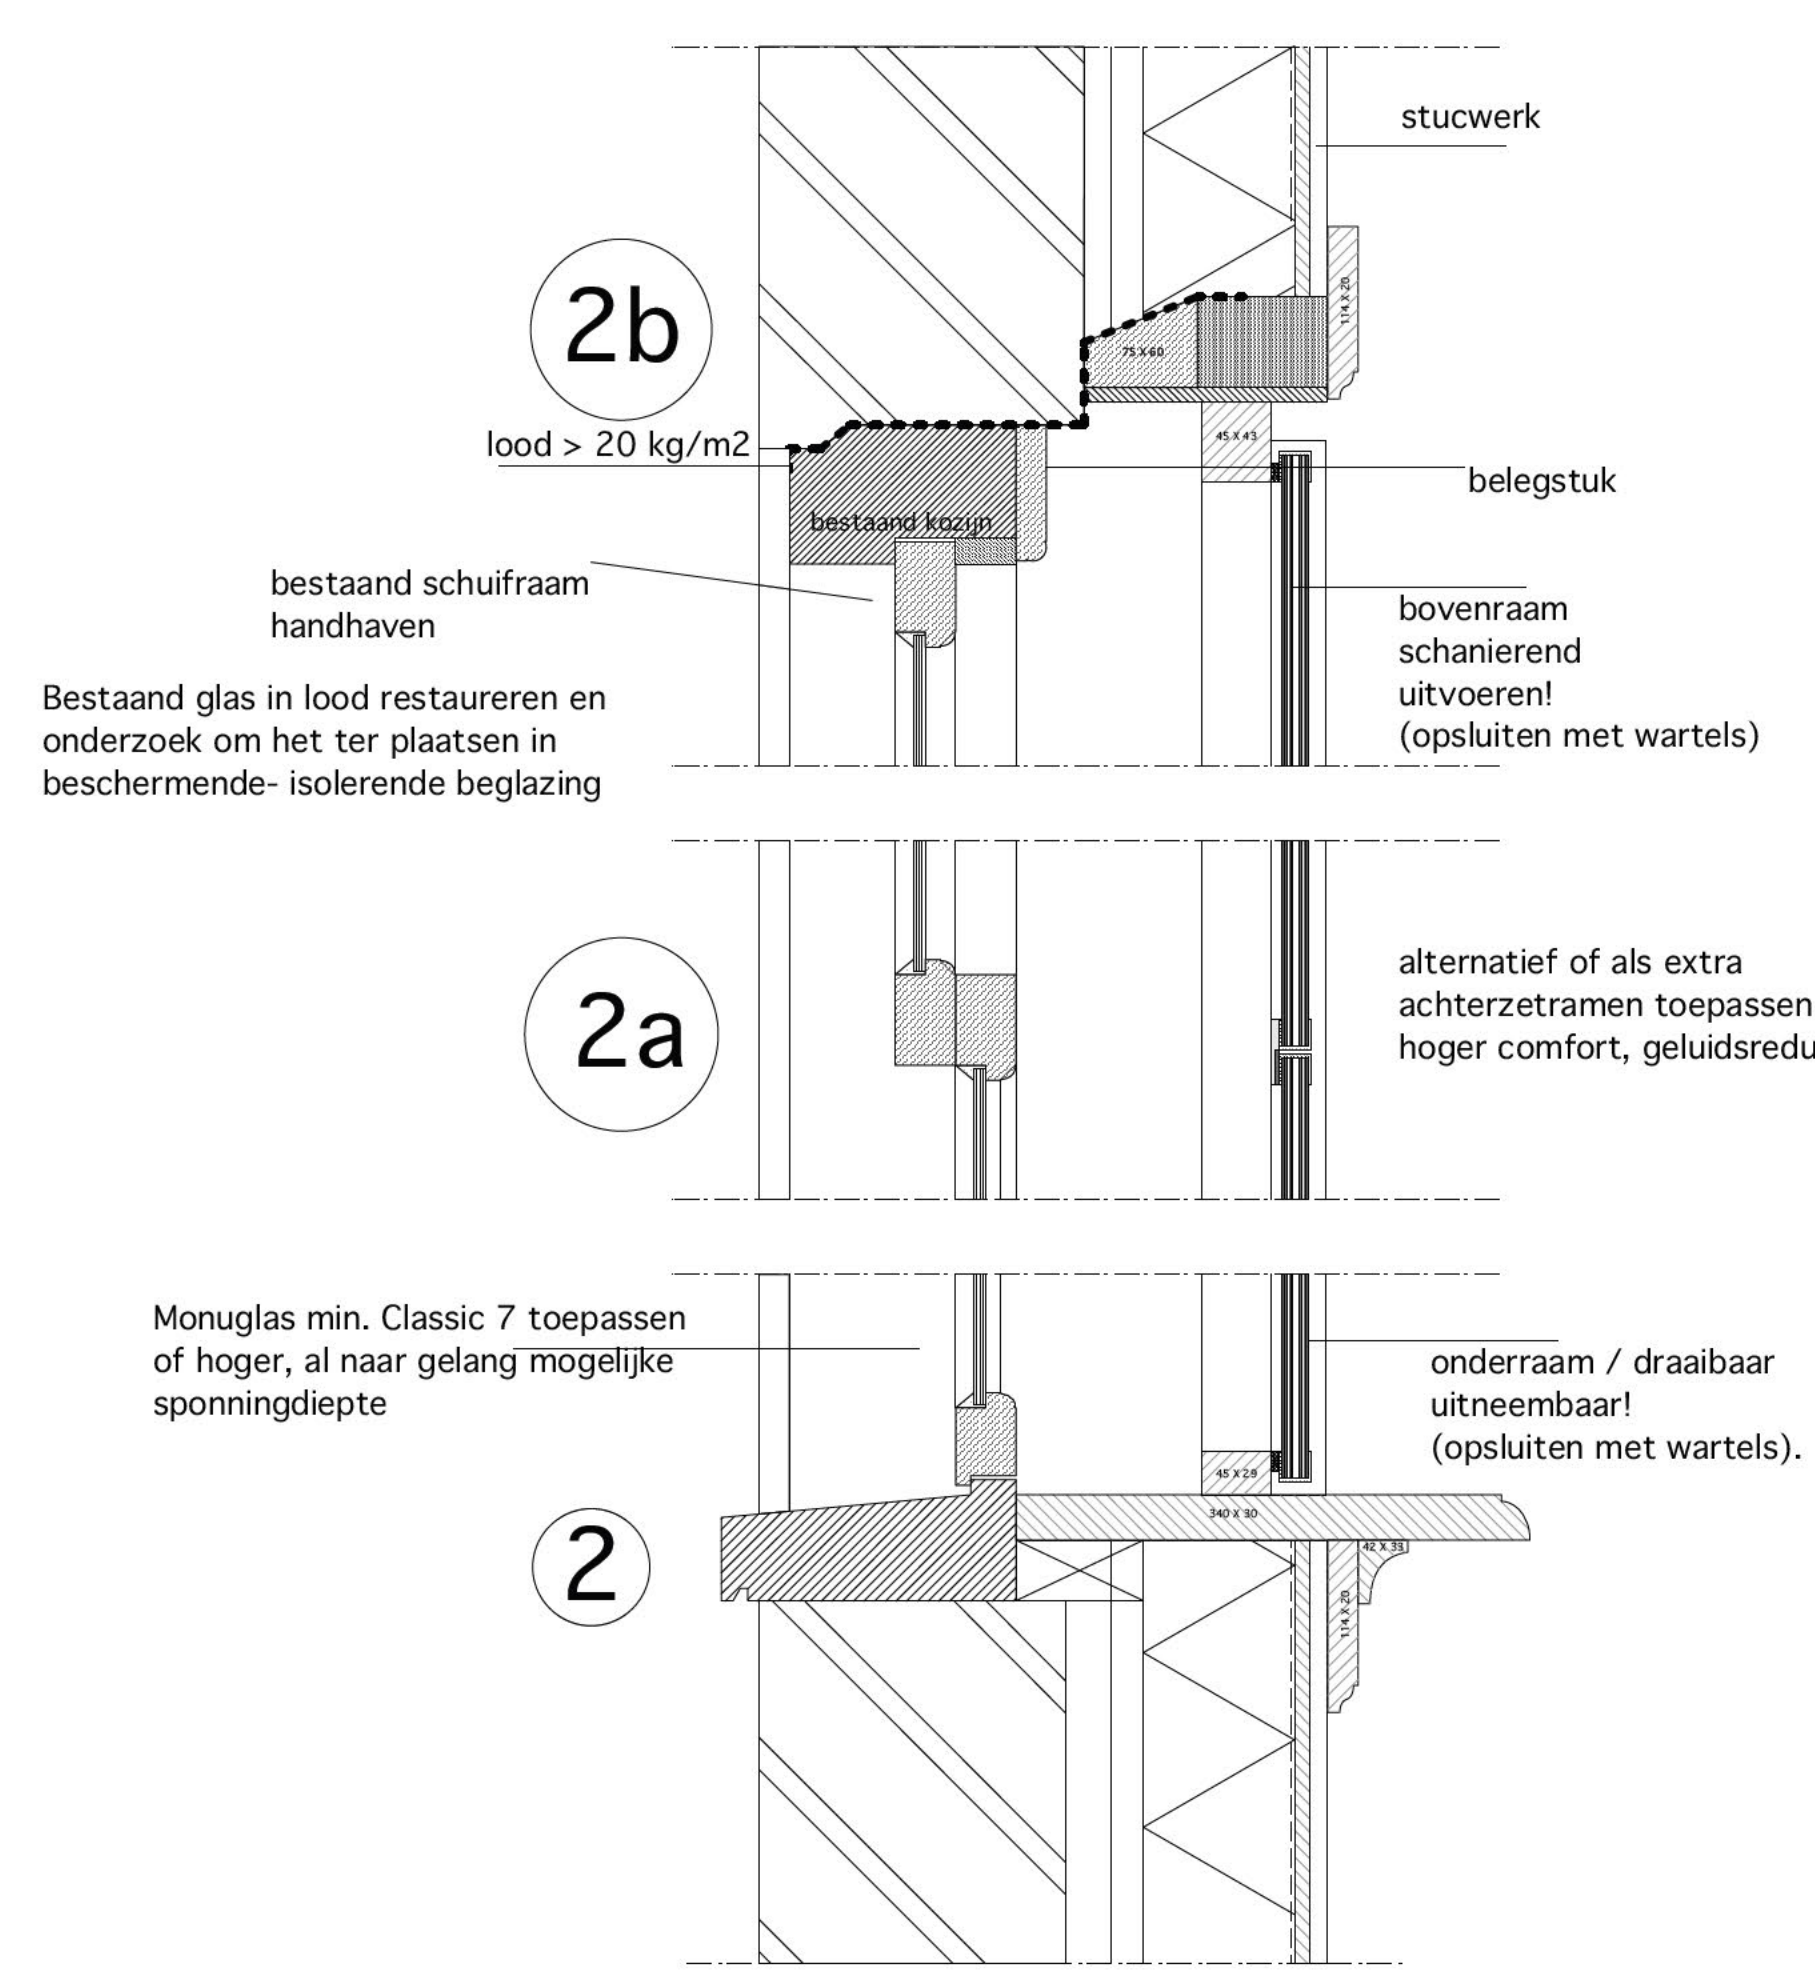 stucwerk
114 X 20
2b
75 X 60
lood > 20 kg/m2
45 X 43
belegstuk
bestaand kozijn
bestaand schuifraam
handhaven
bovenraam
schanierend
uitvoeren!
(opsluiten met wartels)
Bestaand glas in lood restaureren en
onderzoek om het ter plaatsen in
beschermende- isolerende beglazing
2a
alternatief of als extra
achterzetramen toepassen
hoger comfort, geluidsredu
Monuglas min. Classic 7 toepassen
of hoger, al naar gelang mogelijke
sponningdiepte
onderraam / draaibaar
uitneembaar!
(opsluiten met wartels).
45 X 29
340 X 30
2
42 X 33
114 X 20